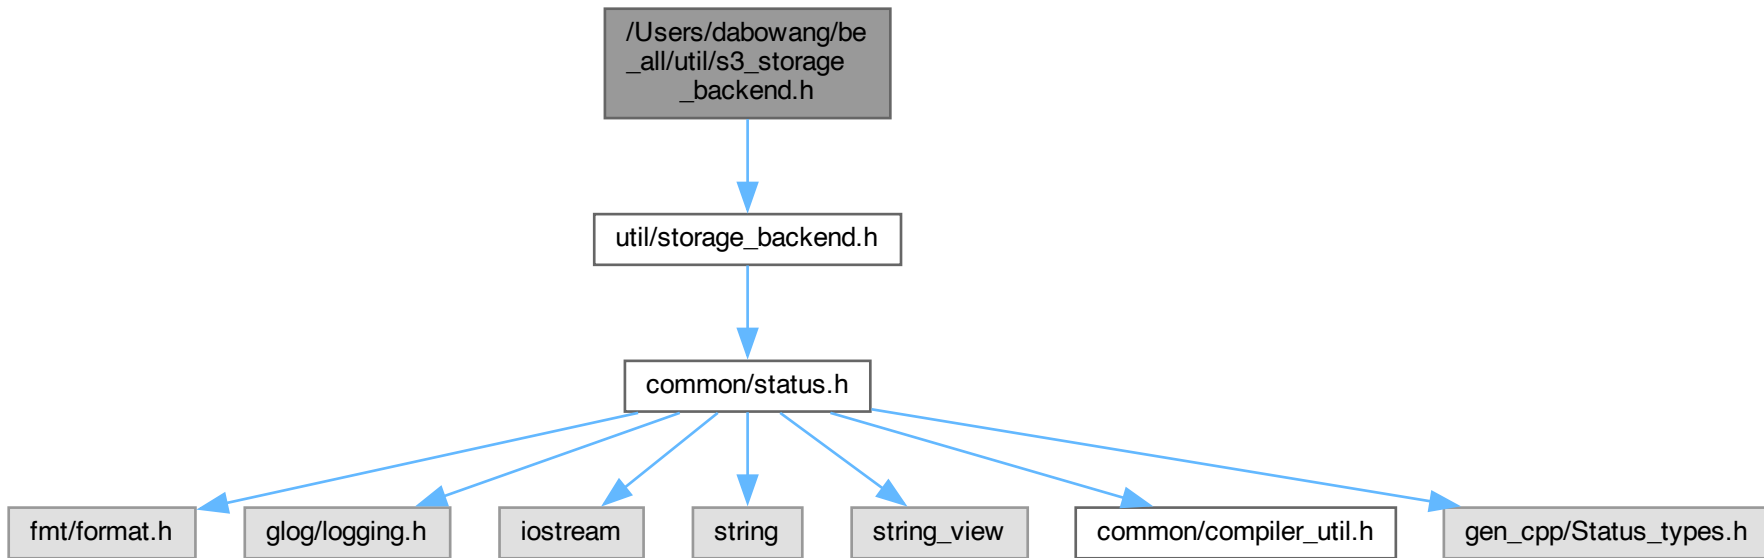 /Users/dabowang/be
_all/util/s3_storage
_backend.h
util/storage_backend.h
common/status.h
fmt/format.h
glog/logging.h
iostream
string
string_view
common/compiler_util.h
gen_cpp/Status_types.h